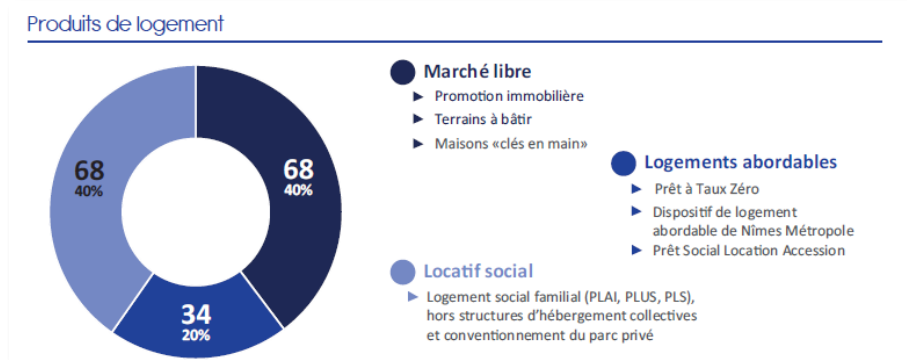 Produits de logement
68
40%
68
40%
34
20%
Marché libre
► Promotion immobilière
► Terrains à bâtir
► Maisons «clés en main»
Logements abordables
► Prêt à Taux Zéro
► Dispositif de logement
abordable de Nîmes Métropole
► Prêt Social Location Accession
Locatif social
► Logement social familial (PLAI, PLUS, PLS),
hors structures d’hébergement collectives
et conventionnement du parc privé